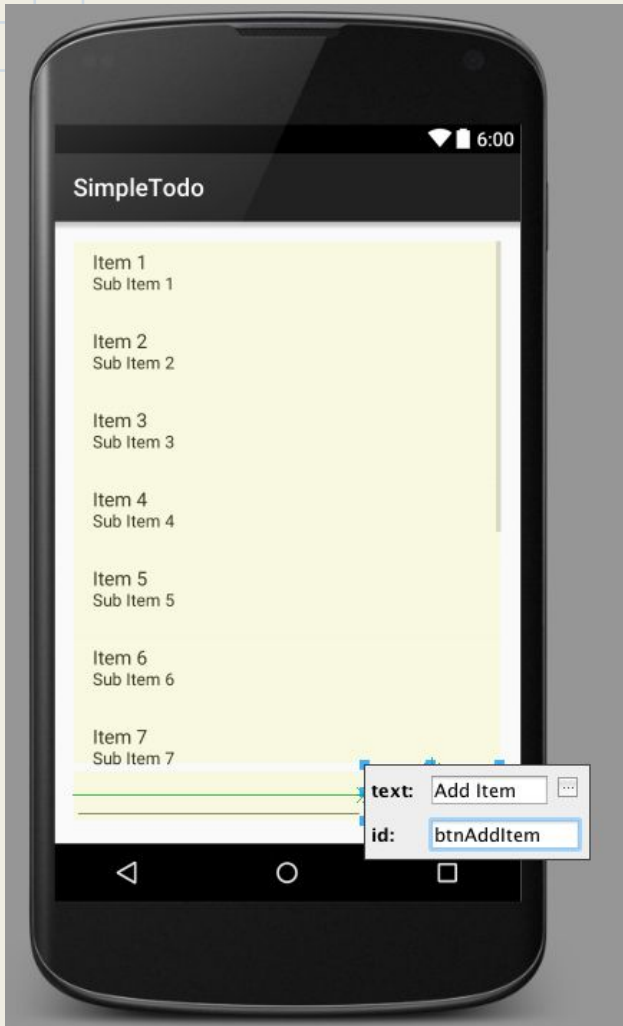 6:00
SimpleTodo
Item 1
Sub Item 1
Item 2
Sub Item 2
Item 3
Sub Item 3
Item 4
Sub Item 4
Item 5
Sub Item 5
Item 6
Sub Item 6
Item 7
Sub Item 7
text: Add Item ...
id: btnAddItem